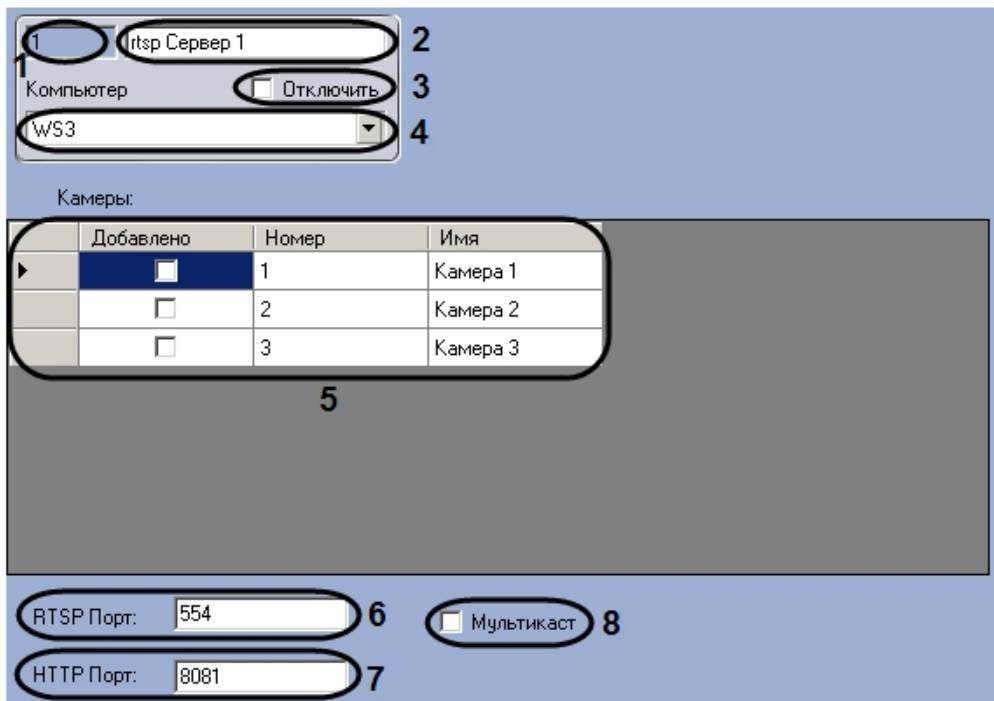 1 rtsp Сервер 1 2
1
Компьютер Отключить 3
WS3 4
Камеры:
Добавлено Номер Имя
1 Камера 1
2 Камера 2
3 Камера 3
5
RTSP Порт: 554 6 Мультикаст 8
HTTP Порт: 8081 7